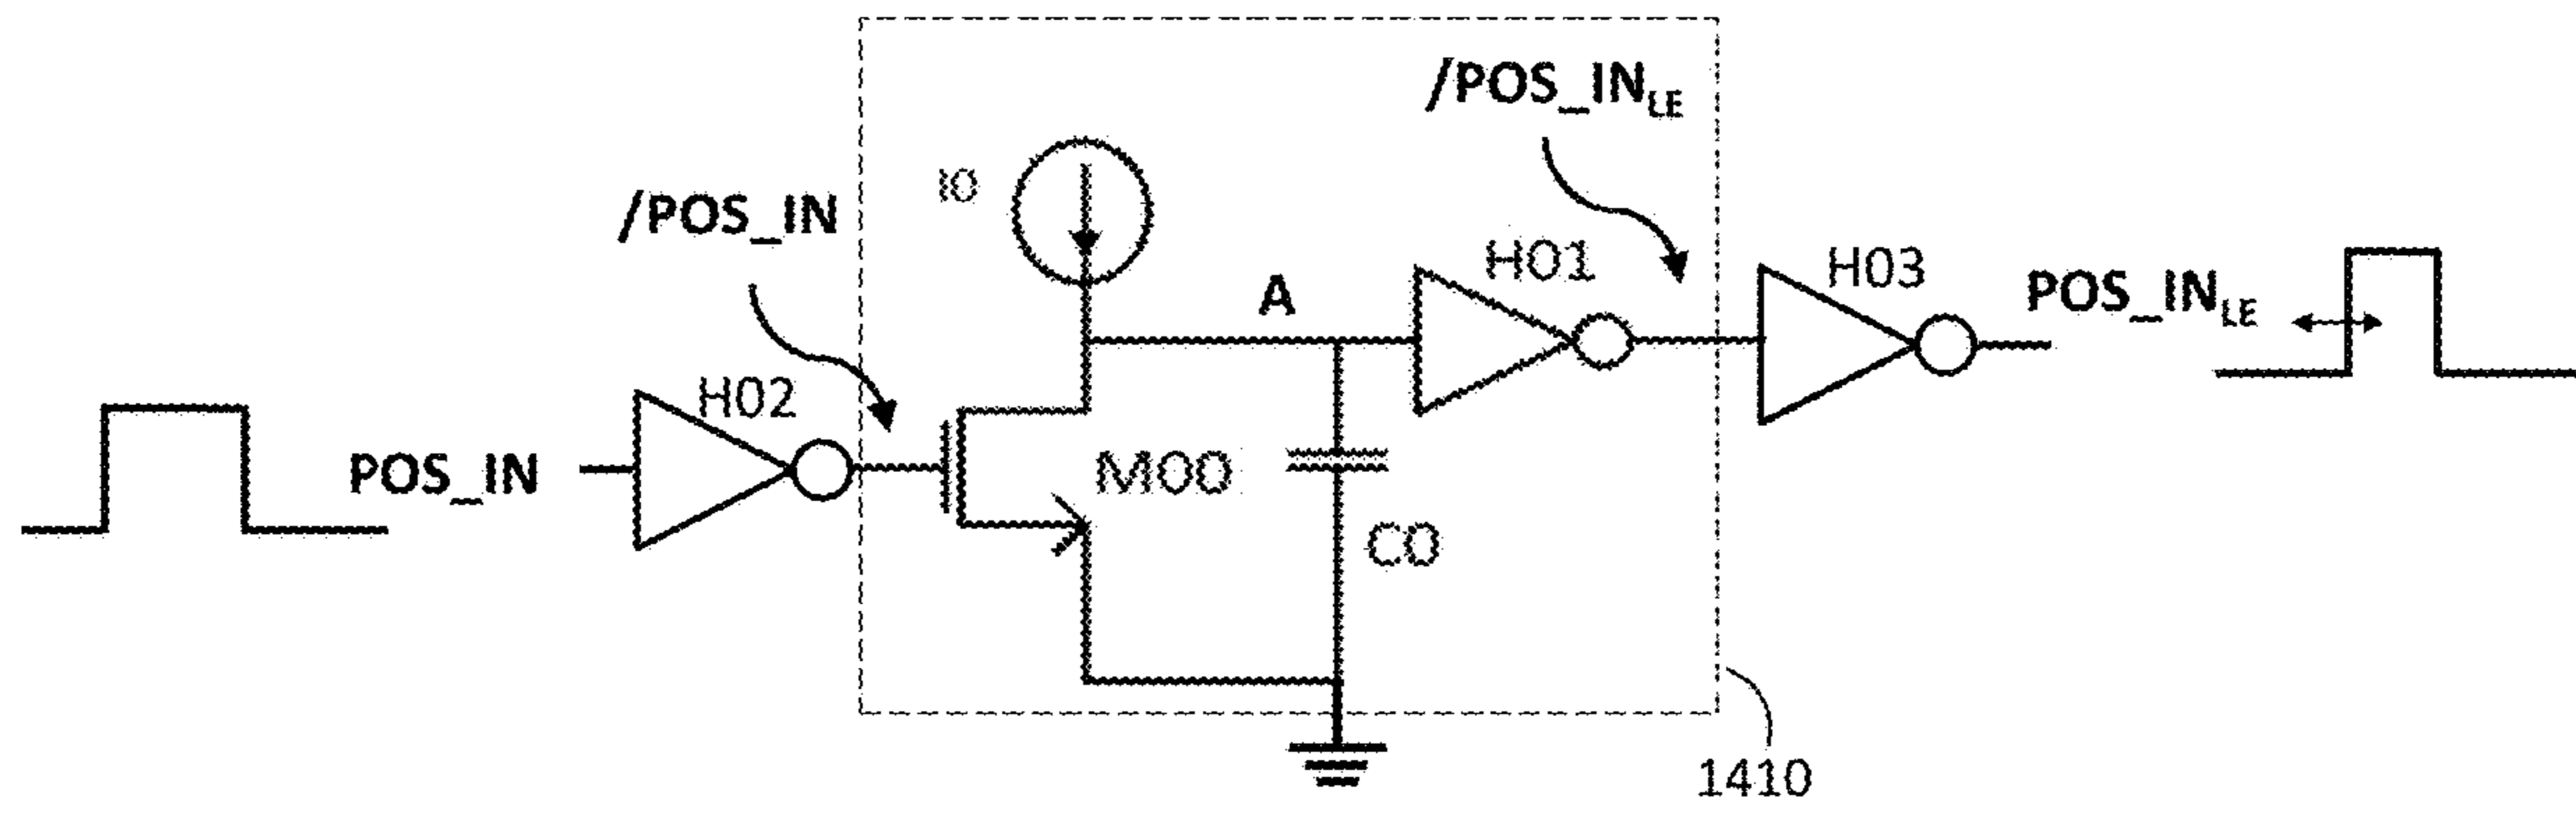 /POS_INLE
I0
/POS_IN
H01
H03
A
POS_INLE
H02
POS_IN
M00
C0
1410